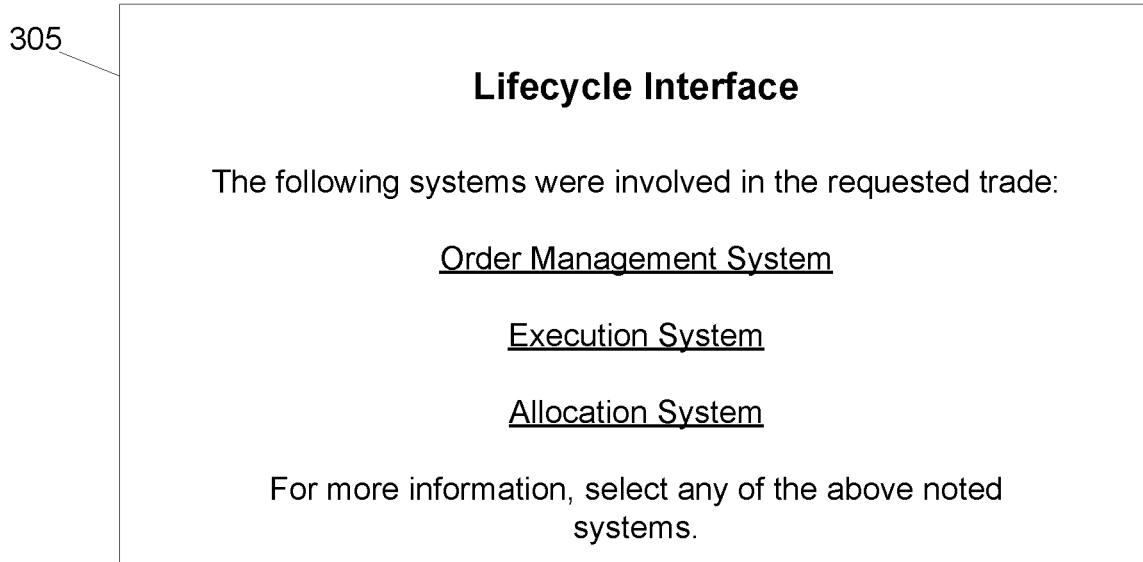 305
Lifecycle Interface
The following systems were involved in the requested trade:
Order Management System
Execution System
Allocation System
For more information, select any of the above noted
systems.